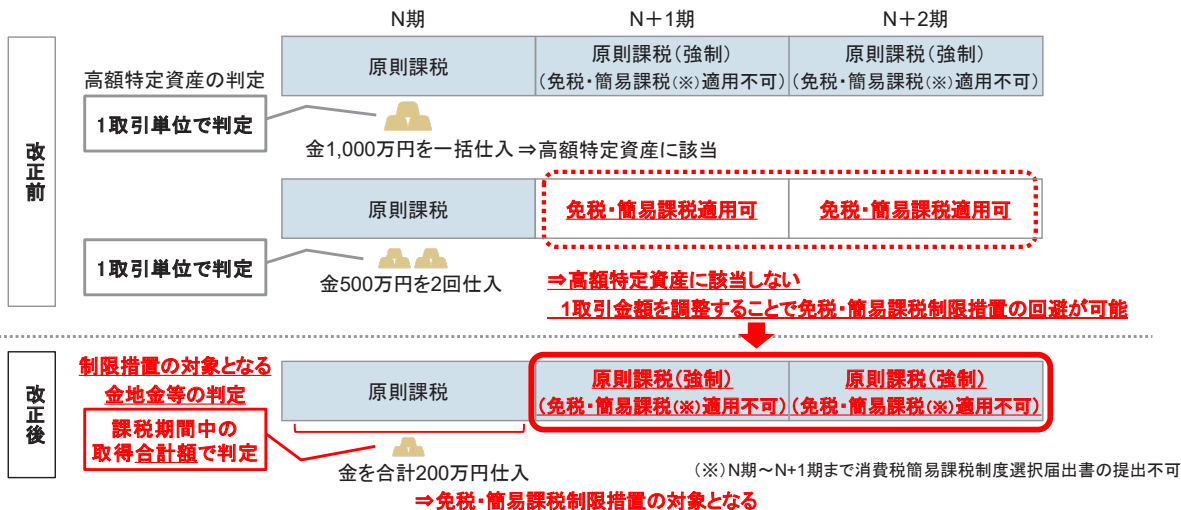 N期 N+1期 N+2期
改正前
高額特定資産の判定
1取引単位で判定
原則課税
原則課税(強制)
(免税・簡易課税(※)適用不可)
原則課税(強制)
(免税・簡易課税(※)適用不可)
金1,000万円を一括仕入⇒高額特定資産に該当
原則課税
免税・簡易課税適用可
免税・簡易課税適用可
1取引単位で判定
金500万円を2回仕入
⇒高額特定資産に該当しない
1取引金額を調整することで免税・簡易課税制限措置の回避が可能
改正後
制限措置の対象となる
金地金等の判定
課税期間中の
取得合計額で判定
原則課税
原則課税(強制)
(免税・簡易課税(※)適用不可)
原則課税(強制)
(免税・簡易課税(※)適用不可)
金を合計200万円仕入
(※)N期～N+1期まで消費税簡易課税制度選択届出書の提出不可
⇒免税・簡易課税制限措置の対象となる